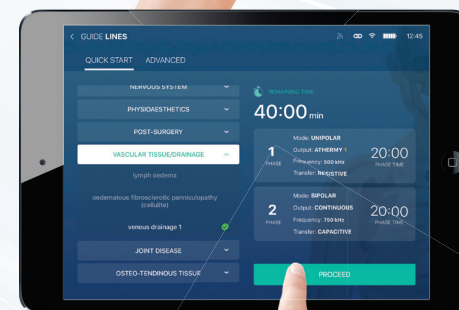 GUIDE LINES
12:45
QUICK START ADVANCED
NERVOUS SYSTEM
PHYSIOAESTHETICS
POST-SURGERY
VASCULAR TISSUE/DRAINAGE
lymph oedema
oedematous fibrosclerotic panniculopathy
(cellulite)
venous drainage 1
JOINT DISEASE
OSTEO-TENDINOUS TISSUE
REMAINING TIME
40:00 min
1
PHASE
Mode: UNIPOLAR
Output: ATHERMY 1
Frequency: 500 kHz
Transfer: RESISTIVE
20:00
PHASE TIME
2
PHASE
Mode: BIPOLAR
Output: CONTINUOUS
Frequency: 750 kHz
Transfer: CAPACITIVE
20:00
PHASE TIME
PROCEED